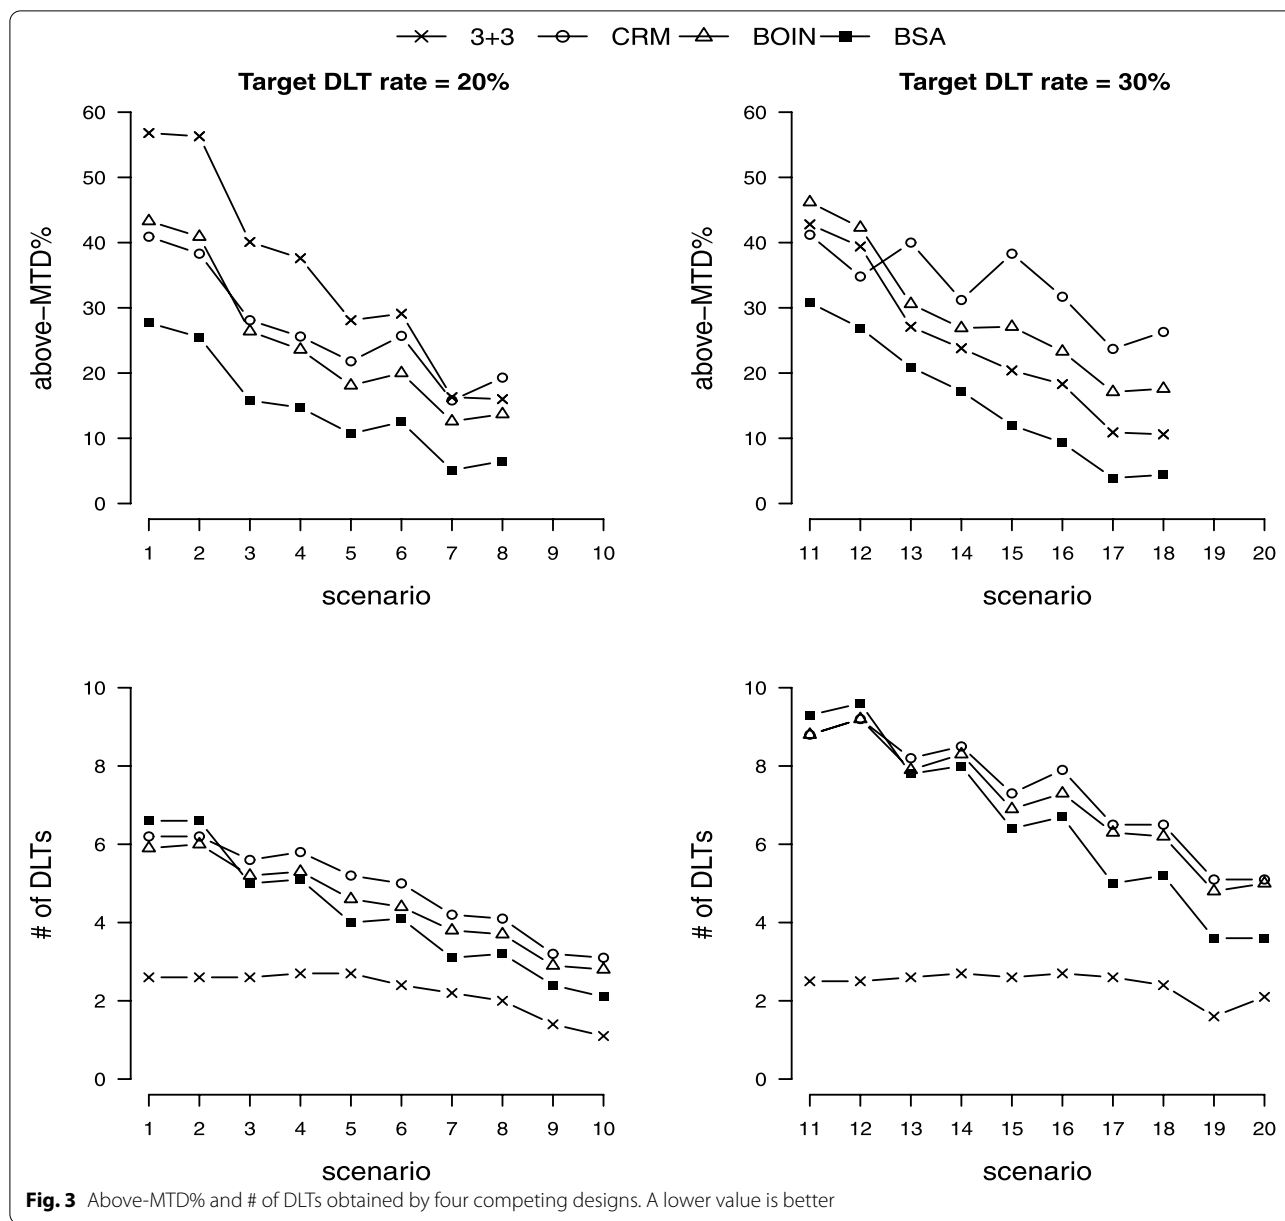 3+3 CRM BOIN BSA
Target DLT rate = 20%
above−MTD%
60
50
40
30
20
10
0
1 2 3 4 5 6 7 8 9 10
scenario
Target DLT rate = 30%
above−MTD%
60
50
40
30
20
10
0
11 12 13 14 15 16 17 18 19 20
scenario
# of DLTs
10
8
6
4
2
0
1 2 3 4 5 6 7 8 9 10
scenario
# of DLTs
10
8
6
4
2
0
11 12 13 14 15 16 17 18 19 20
scenario
Fig. 3 Above-MTD% and # of DLTs obtained by four competing designs. A lower value is better